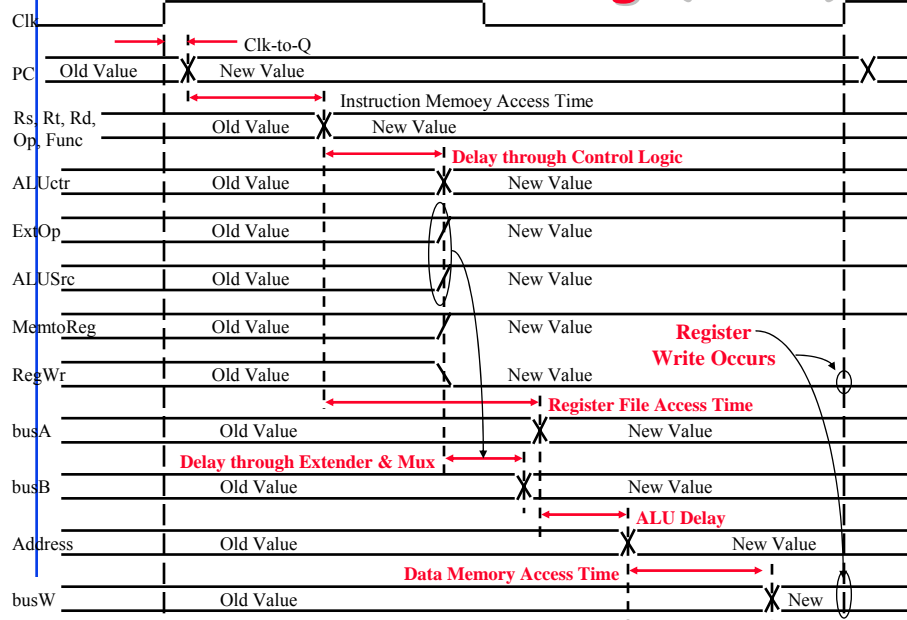 Clk
Clk-to-Q
PC Old Value New Value
Instruction Memoey Access Time
Rs, Rt, Rd,
Op, Func
Old Value New Value
Delay through Control Logic
ALUctr Old Value New Value
ExtOp Old Value New Value
ALUSrc Old Value New Value
MemtoReg Old Value New Value
Register
Write Occurs
RegWr Old Value New Value
Register File Access Time
busA Old Value New Value
Delay through Extender & Mux
busB Old Value New Value
ALU Delay
Address Old Value New Value
Data Memory Access Time
busW Old Value New